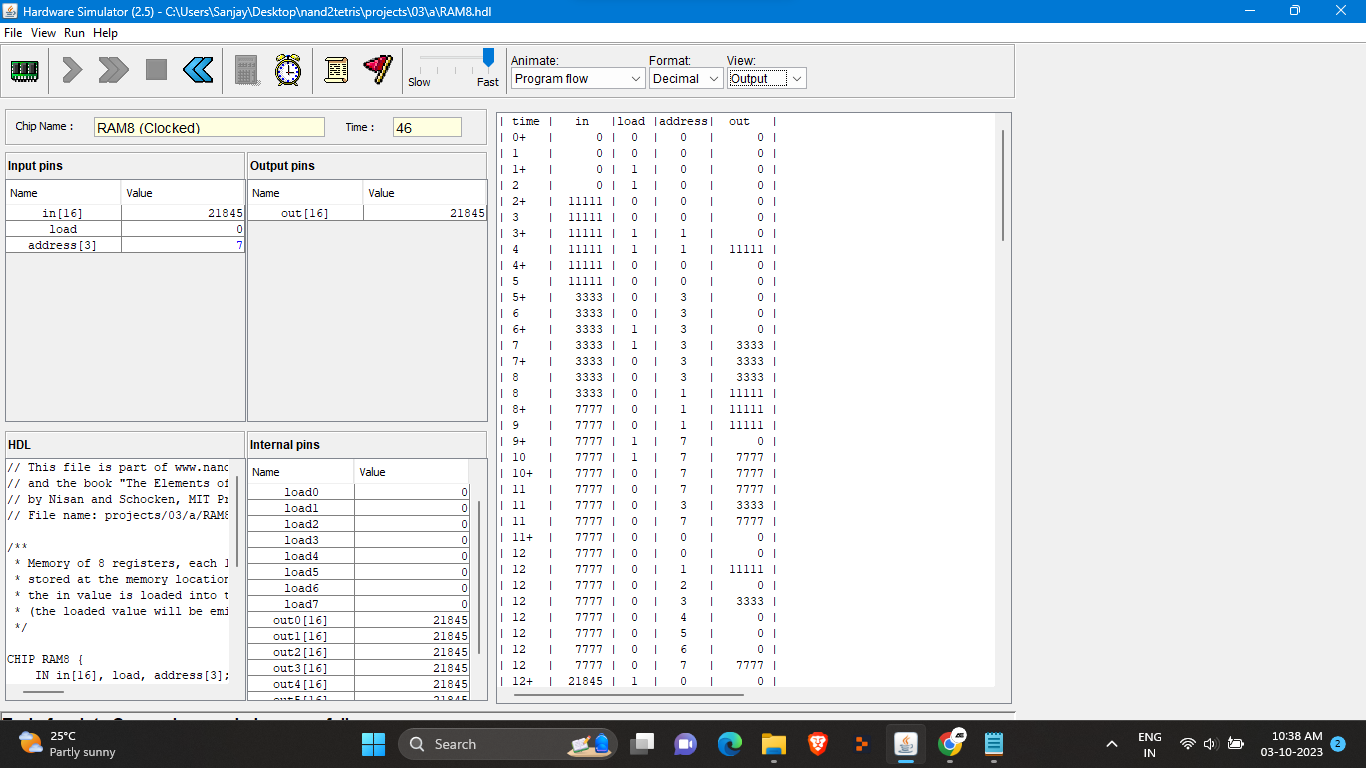 Hardware Simulator (2.5) - C:\Users\Sanjay\Desktop\nand2tetris\projects\03\a\RAM8.hdl
File View Run Help
Slow Fast
Animate:
Program flow
Format:
Decimal
View:
Output
Chip Name : RAM8 (Clocked) Time : 46
Input pins
Name Value
in[16] 21845
load 0
address[3] 7
Output pins
Name Value
out[16] 21845
HDL
// This file is part of www.nand
// and the book "The Elements of
// by Nisan and Schocken, MIT Pr
// File name: projects/03/a/RAM8
/**
* Memory of 8 registers, each 1
* stored at the memory location
* the in value is loaded into t
* (the loaded value will be emi
*/
CHIP RAM8 {
IN in[16], load, address[3];
Internal pins
Name Value
load0 0
load1 0
load2 0
load3 0
load4 0
load5 0
load6 0
load7 0
out0[16] 21845
out1[16] 21845
out2[16] 21845
out3[16] 21845
out4[16] 21845
| time | in |load |address| out |
| 0+ | 0 | 0 | 0 | 0 |
| 1 | 0 | 0 | 0 | 0 |
| 1+ | 0 | 1 | 0 | 0 |
| 2 | 0 | 1 | 0 | 0 |
| 2+ | 11111 | 0 | 0 | 0 |
| 3 | 11111 | 0 | 0 | 0 |
| 3+ | 11111 | 1 | 1 | 0 |
| 4 | 11111 | 1 | 1 | 11111 |
| 4+ | 11111 | 0 | 0 | 0 |
| 5 | 11111 | 0 | 0 | 0 |
| 5+ | 3333 | 0 | 3 | 0 |
| 6 | 3333 | 0 | 3 | 0 |
| 6+ | 3333 | 1 | 3 | 0 |
| 7 | 3333 | 1 | 3 | 3333 |
| 7+ | 3333 | 0 | 3 | 3333 |
| 8 | 3333 | 0 | 3 | 3333 |
| 8 | 3333 | 0 | 1 | 11111 |
| 8+ | 7777 | 0 | 1 | 11111 |
| 9 | 7777 | 0 | 1 | 11111 |
| 9+ | 7777 | 1 | 7 | 0 |
| 10 | 7777 | 1 | 7 | 7777 |
| 10+ | 7777 | 0 | 7 | 7777 |
| 11 | 7777 | 0 | 7 | 7777 |
| 11 | 7777 | 0 | 3 | 3333 |
| 11 | 7777 | 0 | 7 | 7777 |
| 11+ | 7777 | 0 | 0 | 0 |
| 12 | 7777 | 0 | 0 | 0 |
| 12 | 7777 | 0 | 1 | 11111 |
| 12 | 7777 | 0 | 2 | 0 |
| 12 | 7777 | 0 | 3 | 3333 |
| 12 | 7777 | 0 | 4 | 0 |
| 12 | 7777 | 0 | 5 | 0 |
| 12 | 7777 | 0 | 6 | 0 |
| 12 | 7777 | 0 | 7 | 7777 |
| 12+ | 21845 | 1 | 0 | 0 |
25°C
Partly sunny
Search
ENG
IN
10:38 AM
03-10-2023
2